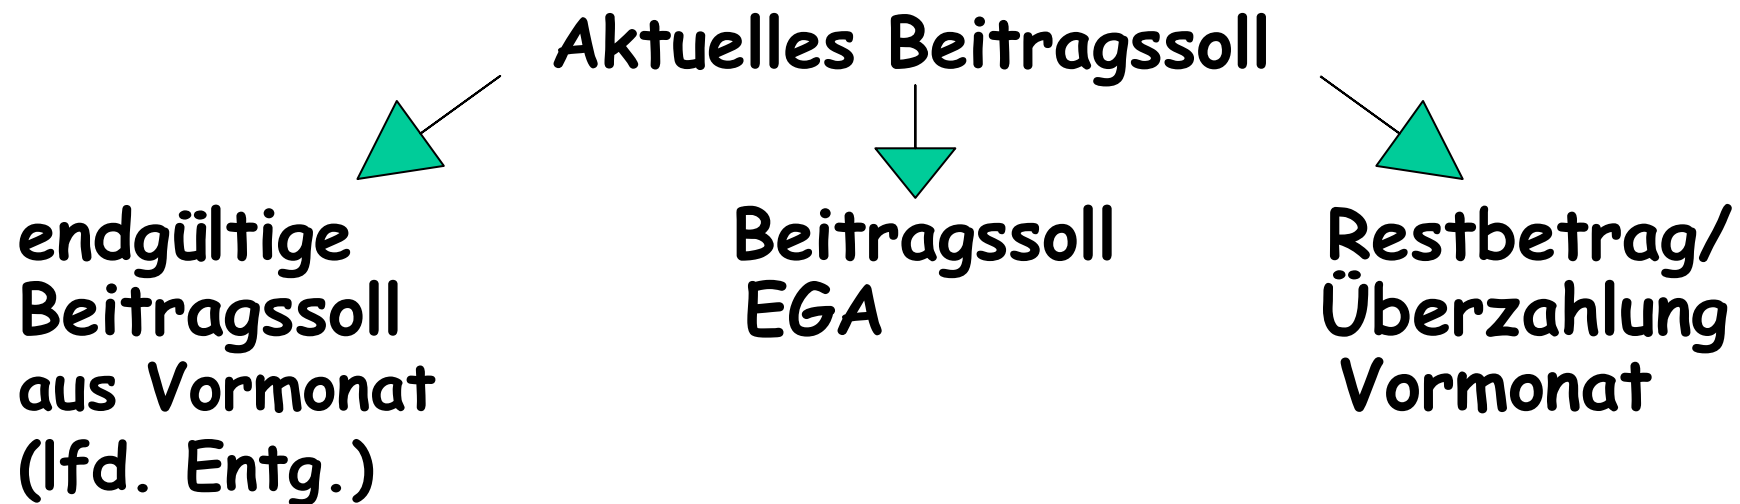 Aktuelles Beitragssoll
endgültige
Beitragssoll
aus Vormonat
(lfd. Entg.)
Beitragssoll
EGA
Restbetrag/
Überzahlung
Vormonat